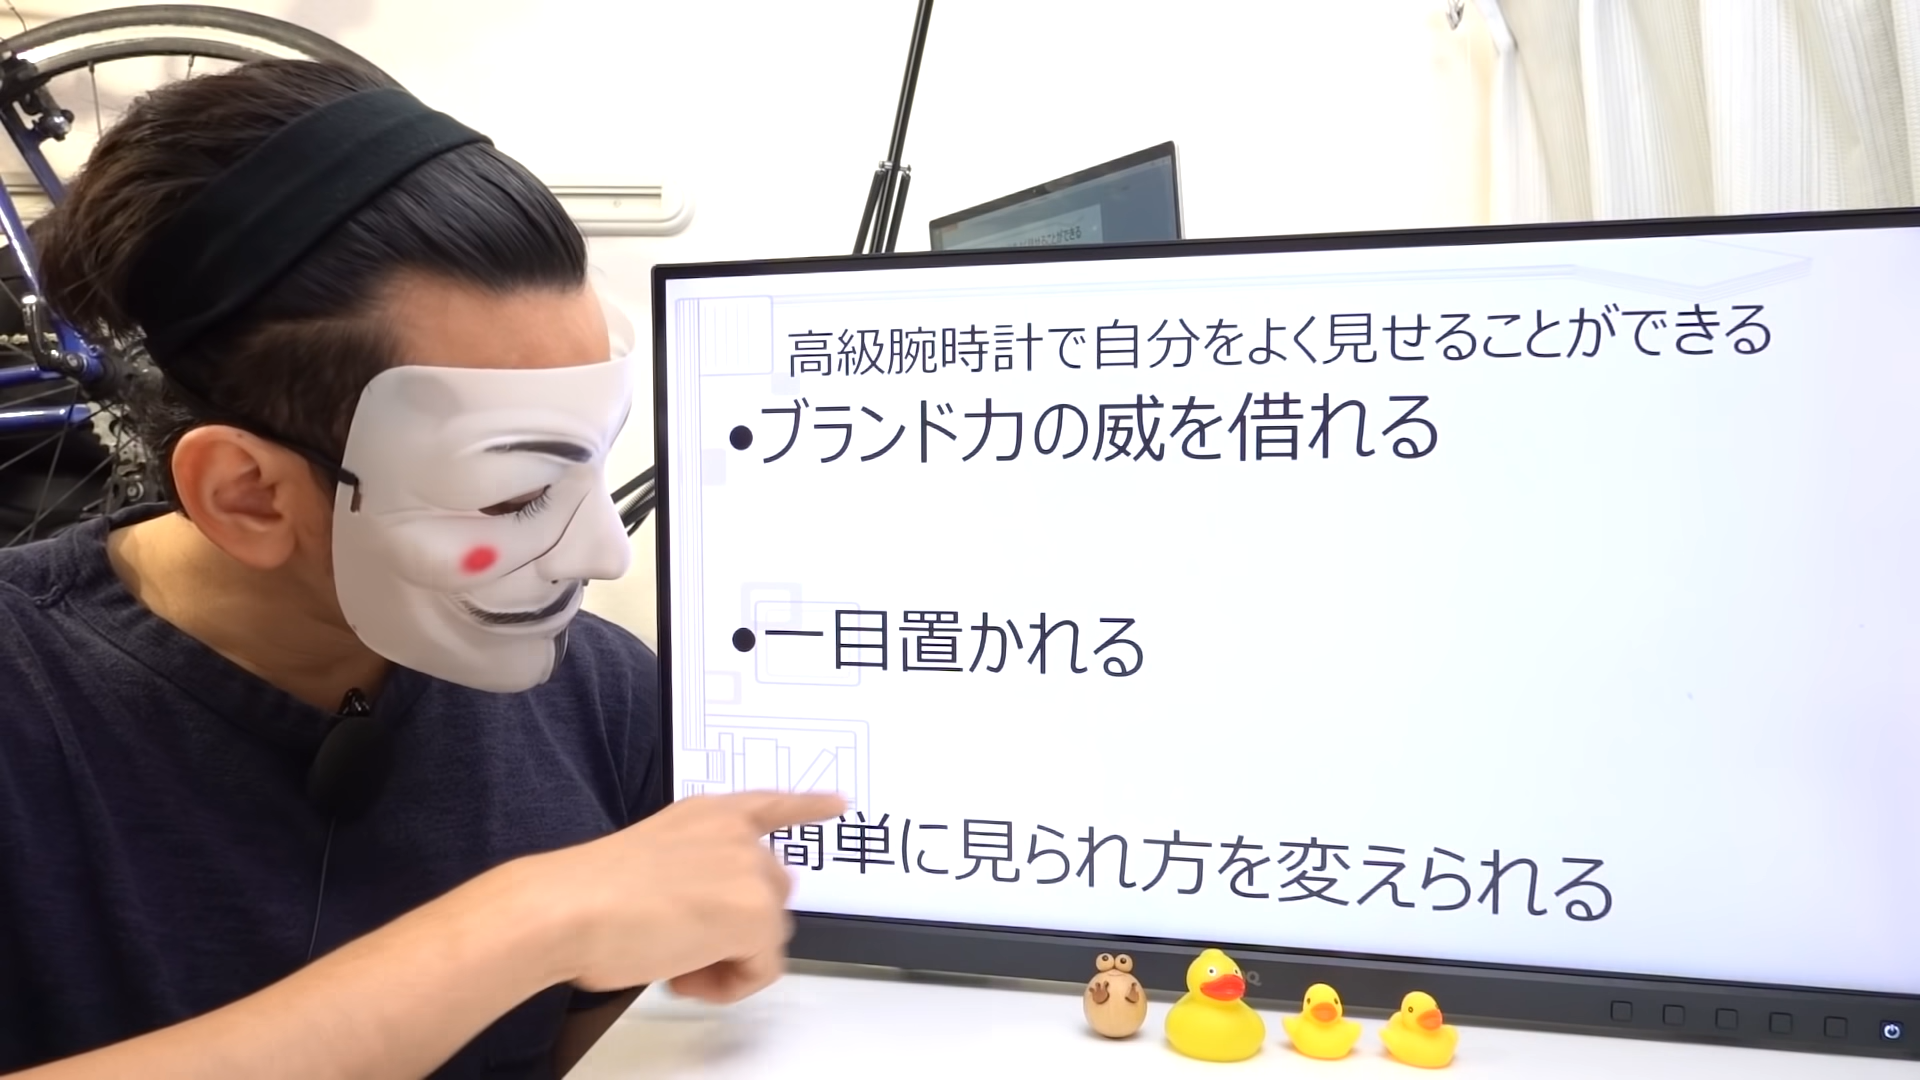 高級腕時計で自分をよく見せることができる
•ブランド力の威を借れる
•一目置かれる
簡単に見られ方を変えられる